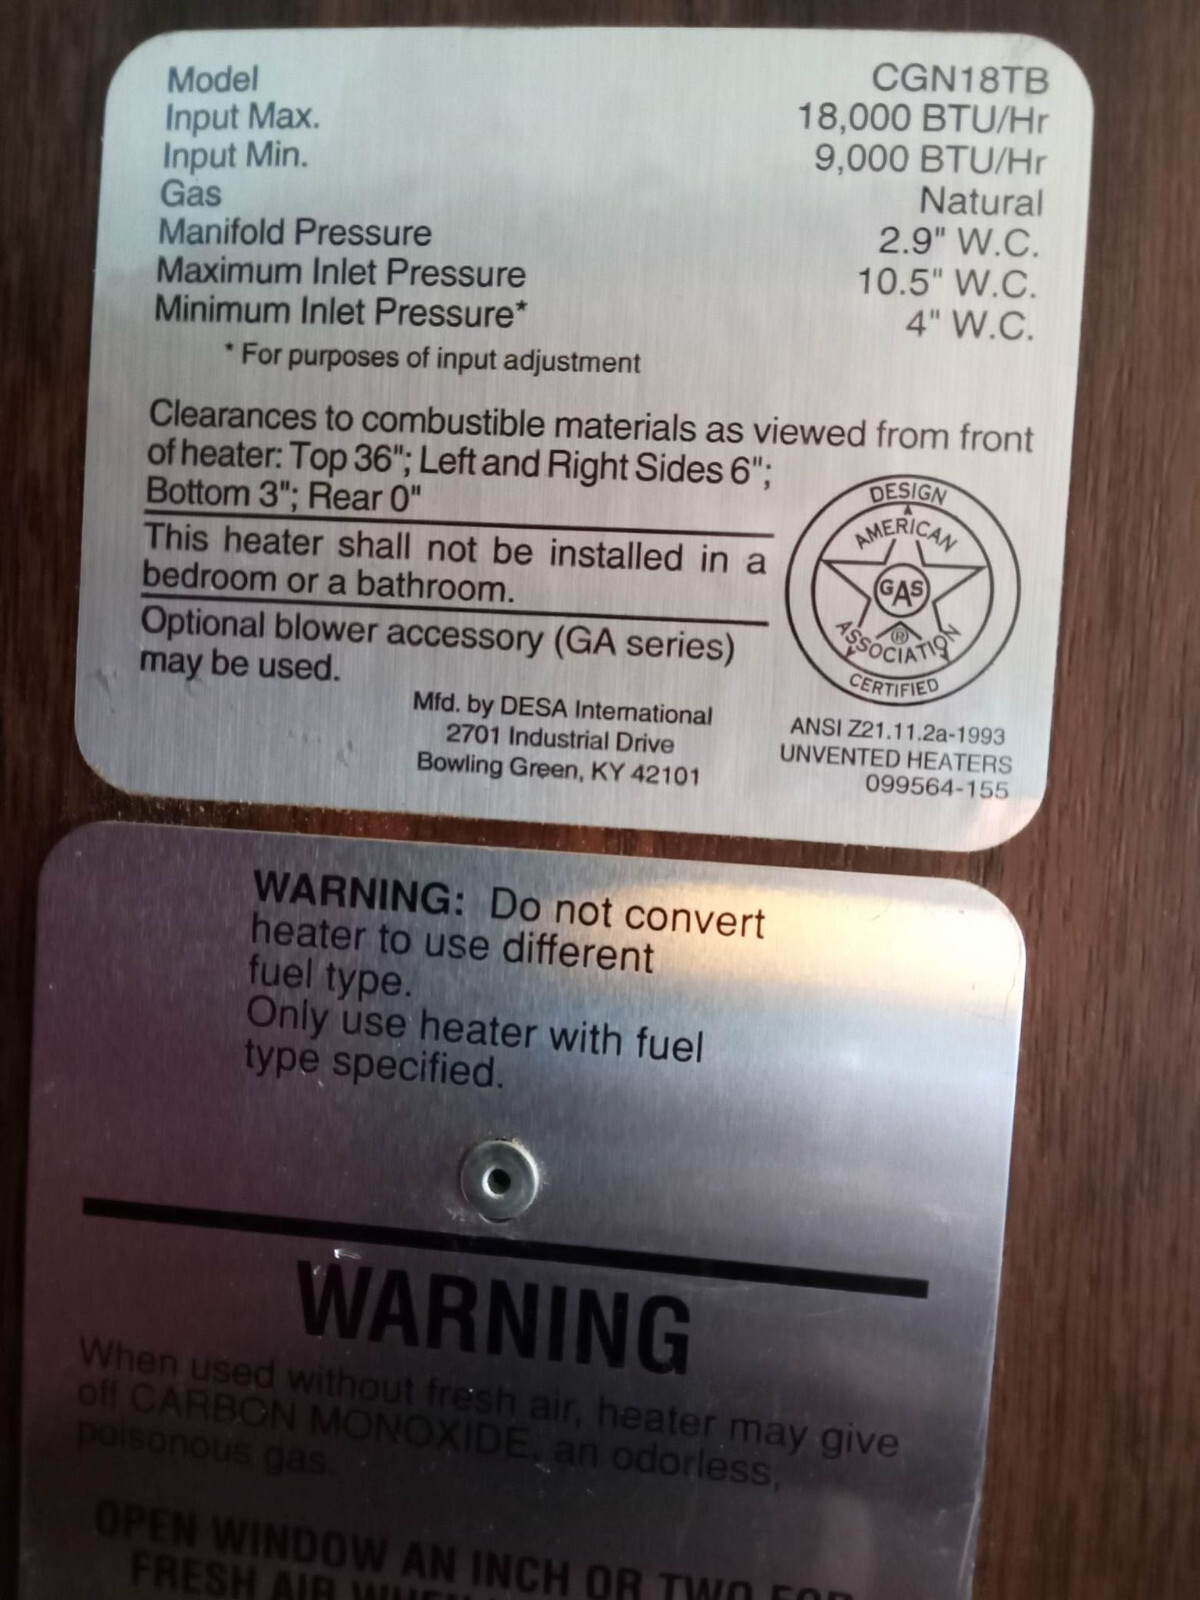 Model CGN18TB
Input Max. 18,000 BTU/Hr
Input Min. 9,000 BTU/Hr
Gas Natural
Manifold Pressure 2.9" W.C.
Maximum Inlet Pressure 10.5" W.C.
Minimum Inlet Pressure* 4" W.C.
* For purposes of input adjustment
Clearances to combustible materials as viewed from front
of heater: Top 36"; Left and Right Sides 6";
Bottom 3"; Rear 0"
This heater shall not be installed in a
bedroom or a bathroom.
Optional blower accessory (GA series)
may be used.
Mfd. by DESA International
2701 Industrial Drive
Bowling Green, KY 42101
DESIGN
AMERICAN
GAS
®
ASSOCIATION
CERTIFIED
ANSI Z21.11.2a-1993
UNVENTED HEATERS
099564-155
WARNING: Do not convert
heater to use different
fuel type.
Only use heater with fuel
type specified.
WARNING
When used without fresh air, heater may give
off CARBON MONOXIDE, an odorless,
poisonous gas.
OPEN WINDOW AN INCH OR TWO FOR
FRESH AIR WHEN